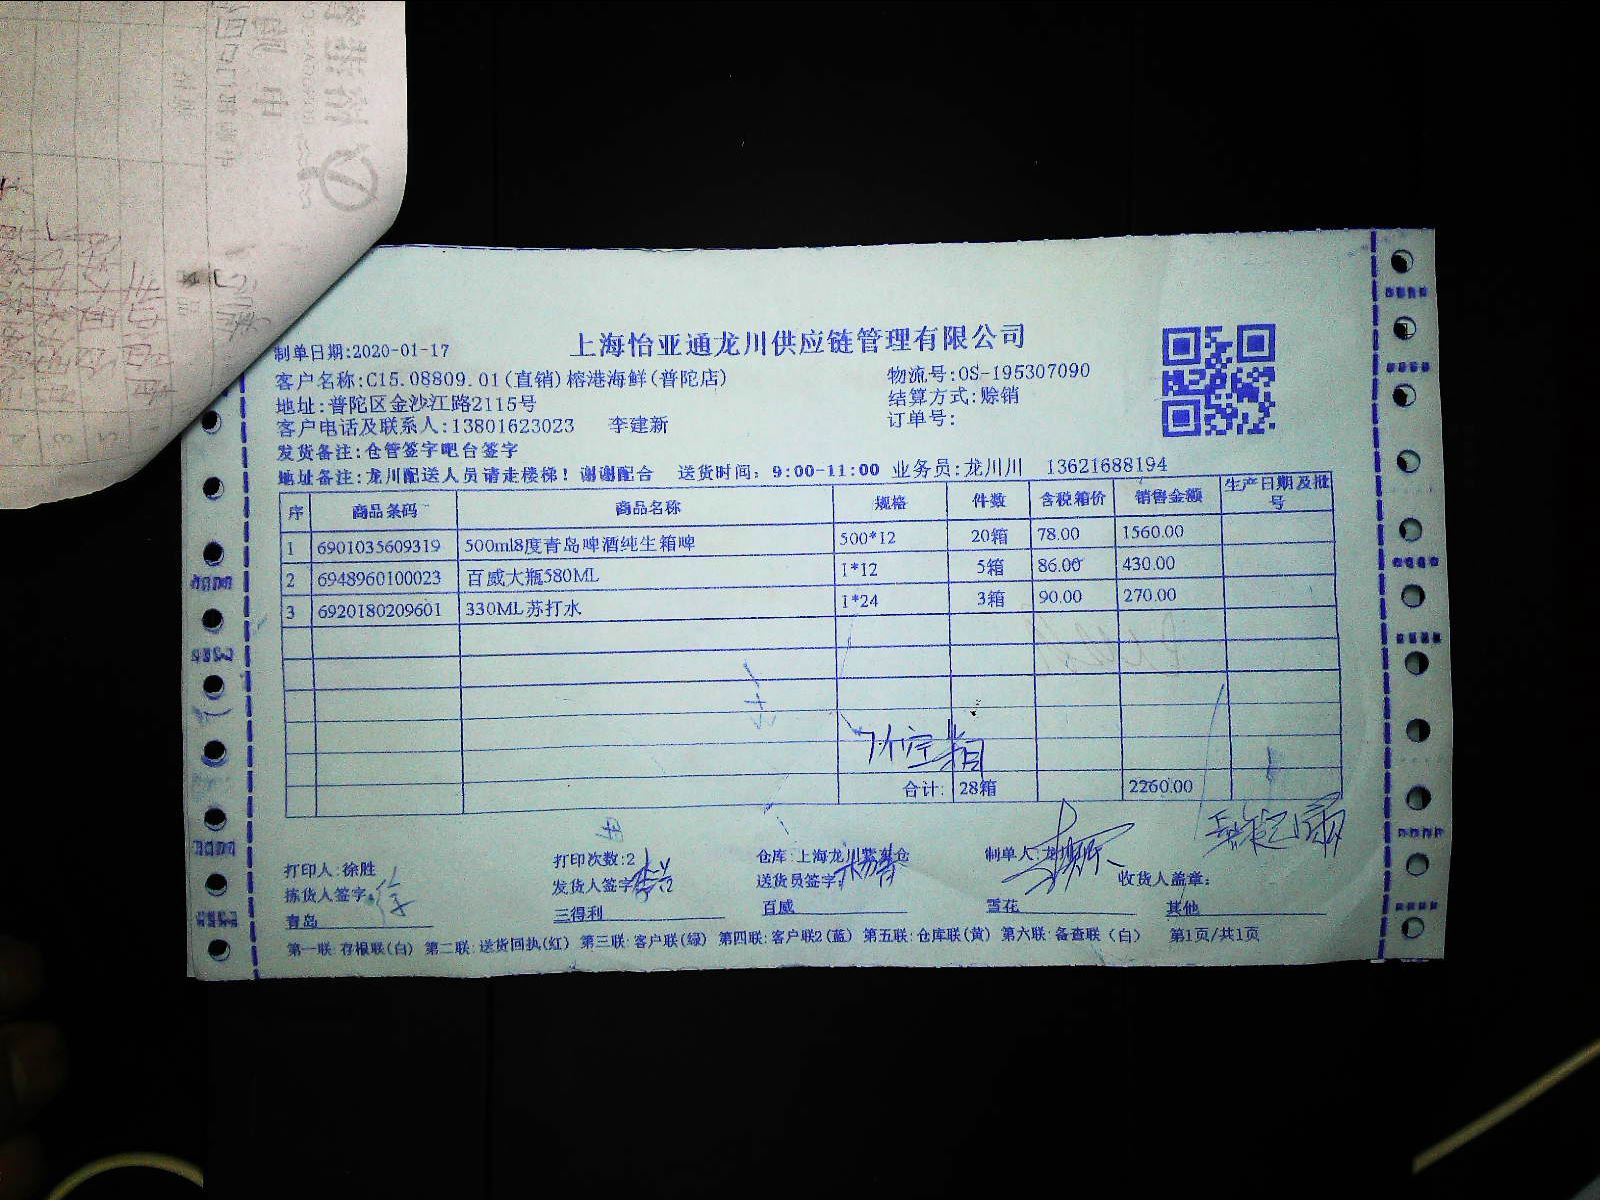 制单日期:2020-01-17
上海怡亚通龙川供应链管理有限公司
客户名称:C15.08809.01(直销)榕港海鲜(普陀店)
物流号:OS-195307090
地址:普陀区金沙江路2115号
结算方式:赊销
客户电话及联系人:13801623023 李建新
订单号:
发货备注:仓管签字吧台签字
地址备注:龙川配送人员请走楼梯！谢谢配合 送货时间：9:00-11:00 业务员:龙川川 13621688194
序 商品条码 商品名称 规格 件数 含税箱价 销售金额 生产日期及批号
1 6901035609319 500ml8度青岛啤酒纯生箱啤 500*12 20箱 78.00 1560.00
2 6948960100023 百威大瓶580ML 1*12 5箱 86.00 430.00
3 6920180209601 330ML苏打水 1*24 3箱 90.00 270.00
7个空箱
合计: 28箱 2260.00
打印人:徐胜 打印次数:2 仓库:上海龙川 仓 制单人:龙川
拣货人签字: 发货人签字: 送货员签字: 收货人盖章:
青岛 三得利 百威 雪花 其他
第一联:存根联(白) 第二联:送货回执(红) 第三联:客户联(绿) 第四联:客户联2(蓝) 第五联:仓库联(黄) 第六联:备查联(白) 第1页/共1页